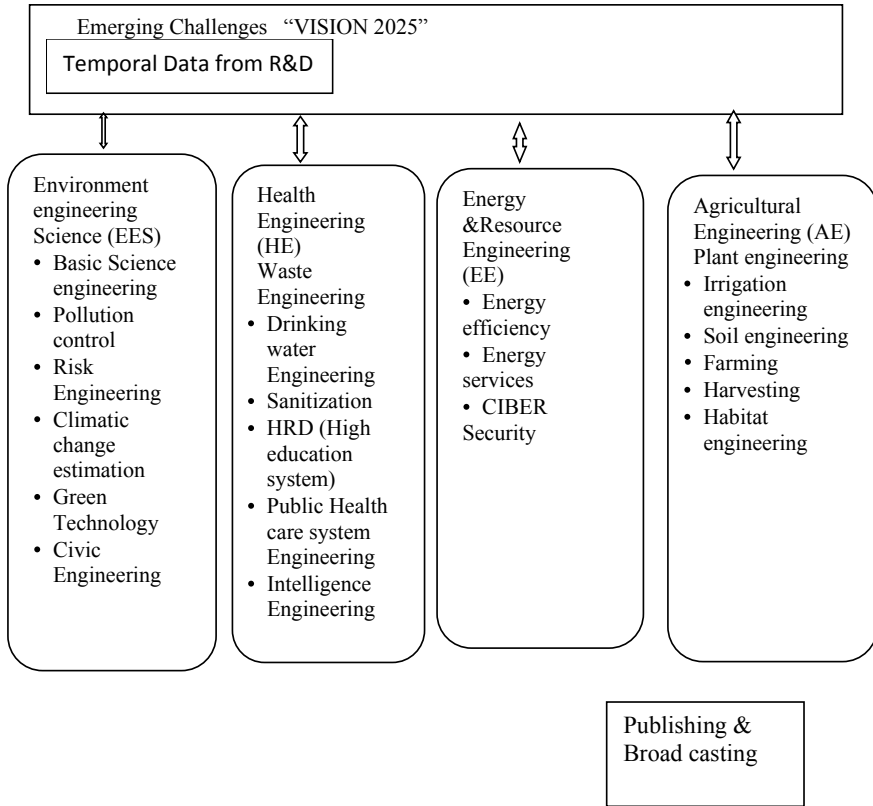 Emerging Challenges “VISION 2025”
Temporal Data from R&D
Environment
engineering
Science (EES)
• Basic Science
engineering
• Pollution
control
• Risk
Engineering
• Climatic
change
estimation
• Green
Technology
• Civic
Engineering
Health
Engineering
(HE)
Waste
Engineering
• Drinking
water
Engineering
• Sanitization
• HRD (High
education
system)
• Public Health
care system
Engineering
• Intelligence
Engineering
Energy
&Resource
Engineering
(EE)
• Energy
efficiency
• Energy
services
• CIBER
Security
Agricultural
Engineering (AE)
Plant engineering
• Irrigation
engineering
• Soil engineering
• Farming
• Harvesting
• Habitat
engineering
Publishing &
Broad casting